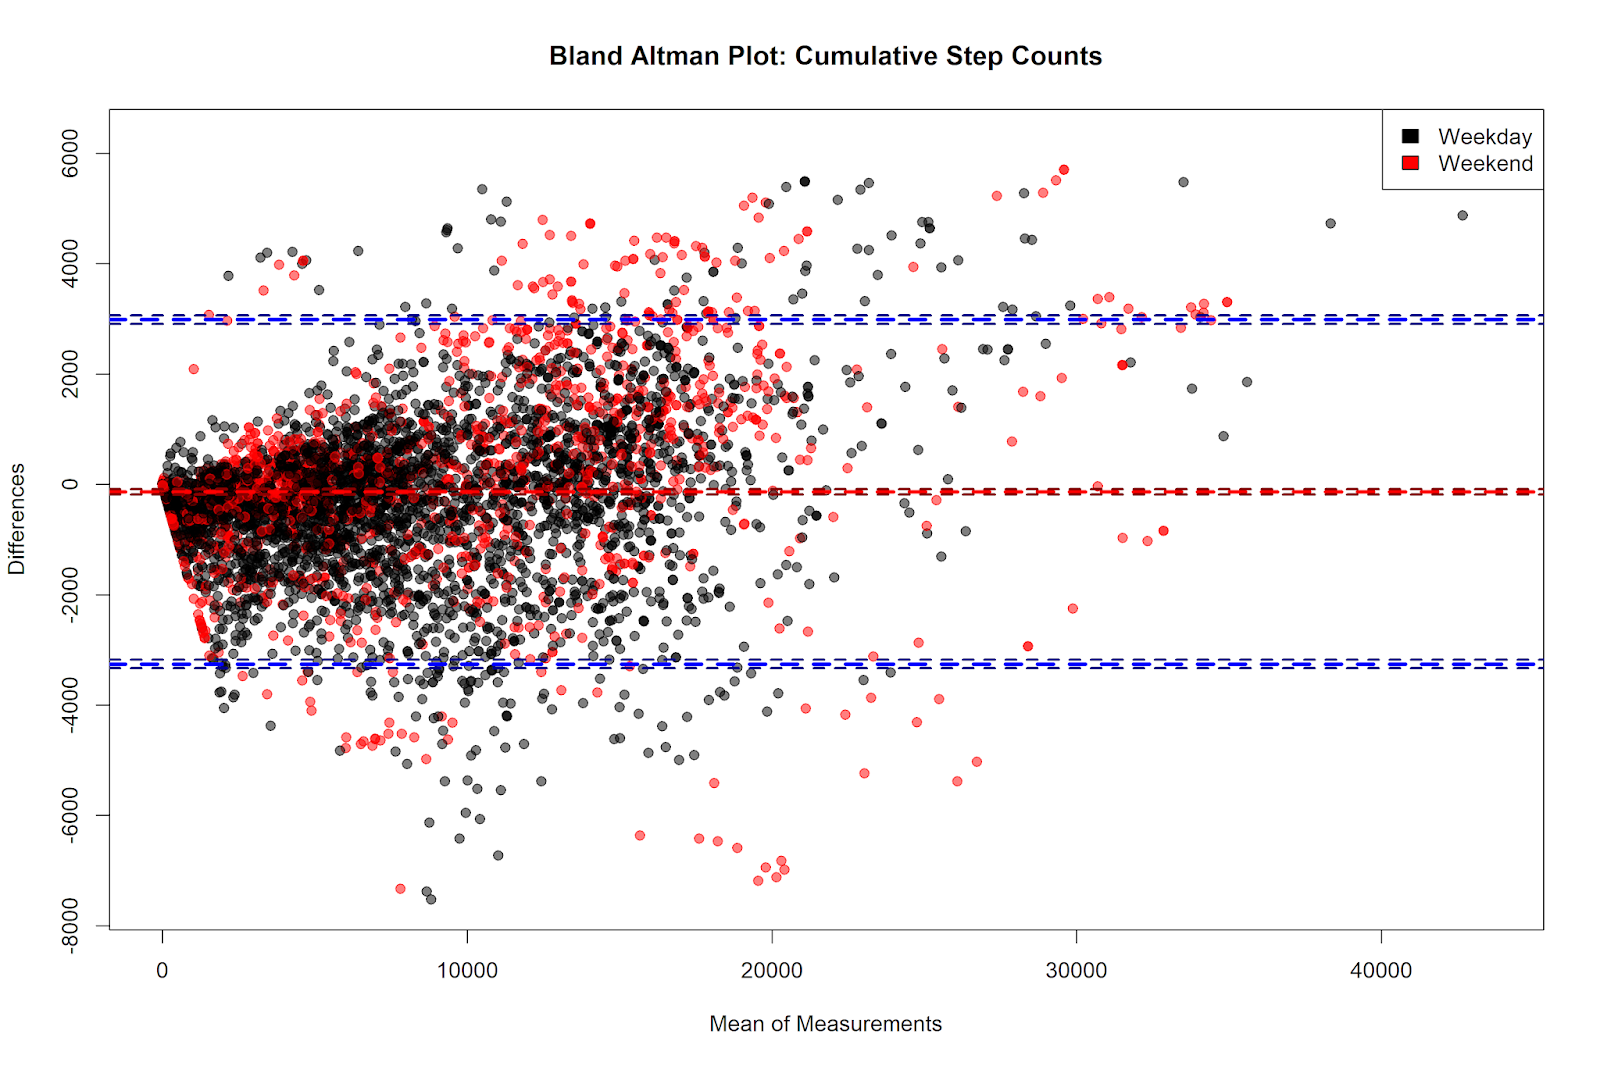 Bland Altman Plot: Cumulative Step Counts
Weekday
Weekend
Differences
6000
4000
2000
0
-2000
-4000
-6000
-8000
0 10000 20000 30000 40000
Mean of Measurements